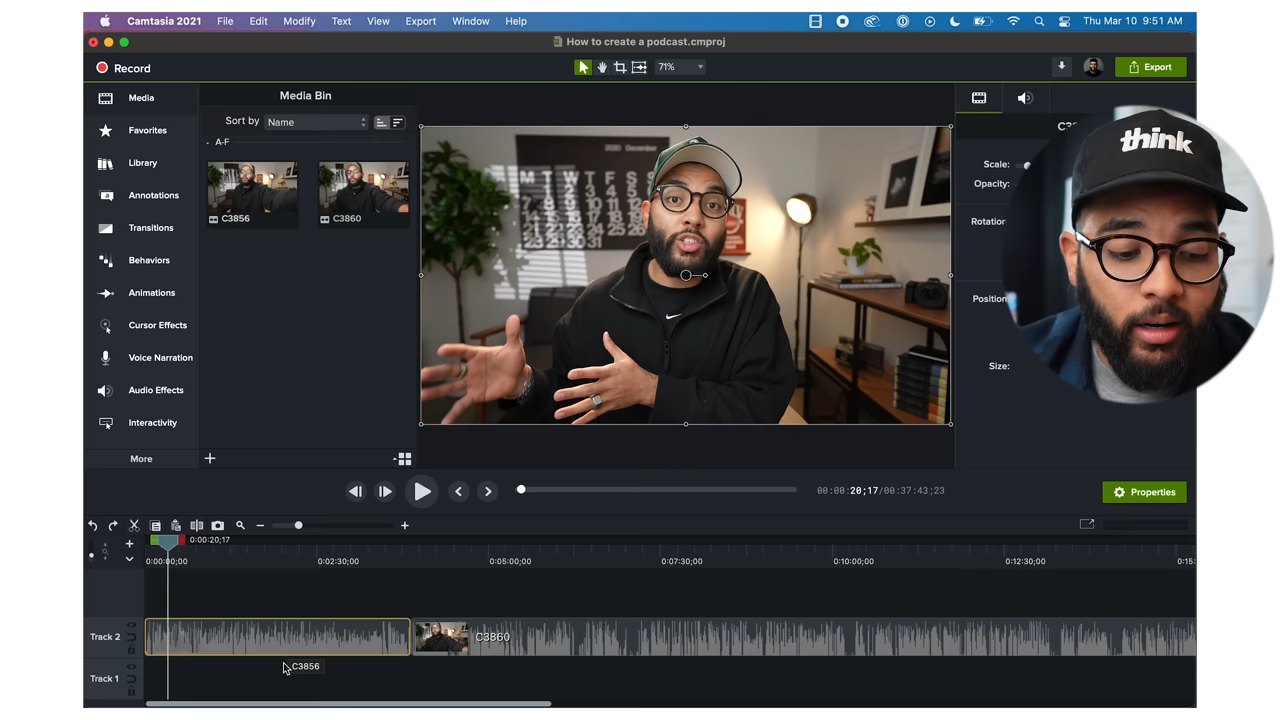 Camtasia 2021 File Edit Modify Text View Export Window Help Thu Mar 10 9:51 AM
How to create a podcast.cmproj
Record 71% Export
Media
Favorites
Library
Annotations
Transitions
Behaviors
Animations
Cursor Effects
Voice Narration
Audio Effects
Interactivity
More
Media Bin
Sort by Name
A-F
C3856 C3860
2020 December
M T W T F S S
Scale:
Opacity:
Rotation
Position
Size:
think
00:00:20;17/00:37:43;23
Properties
0:00:20;17
0:00:00;00 0:02:30;00 0:05:00;00 0:07:30;00 0:10:00;00 0:12:30;00 0:15:
Track 2 C3860
C3856
Track 1